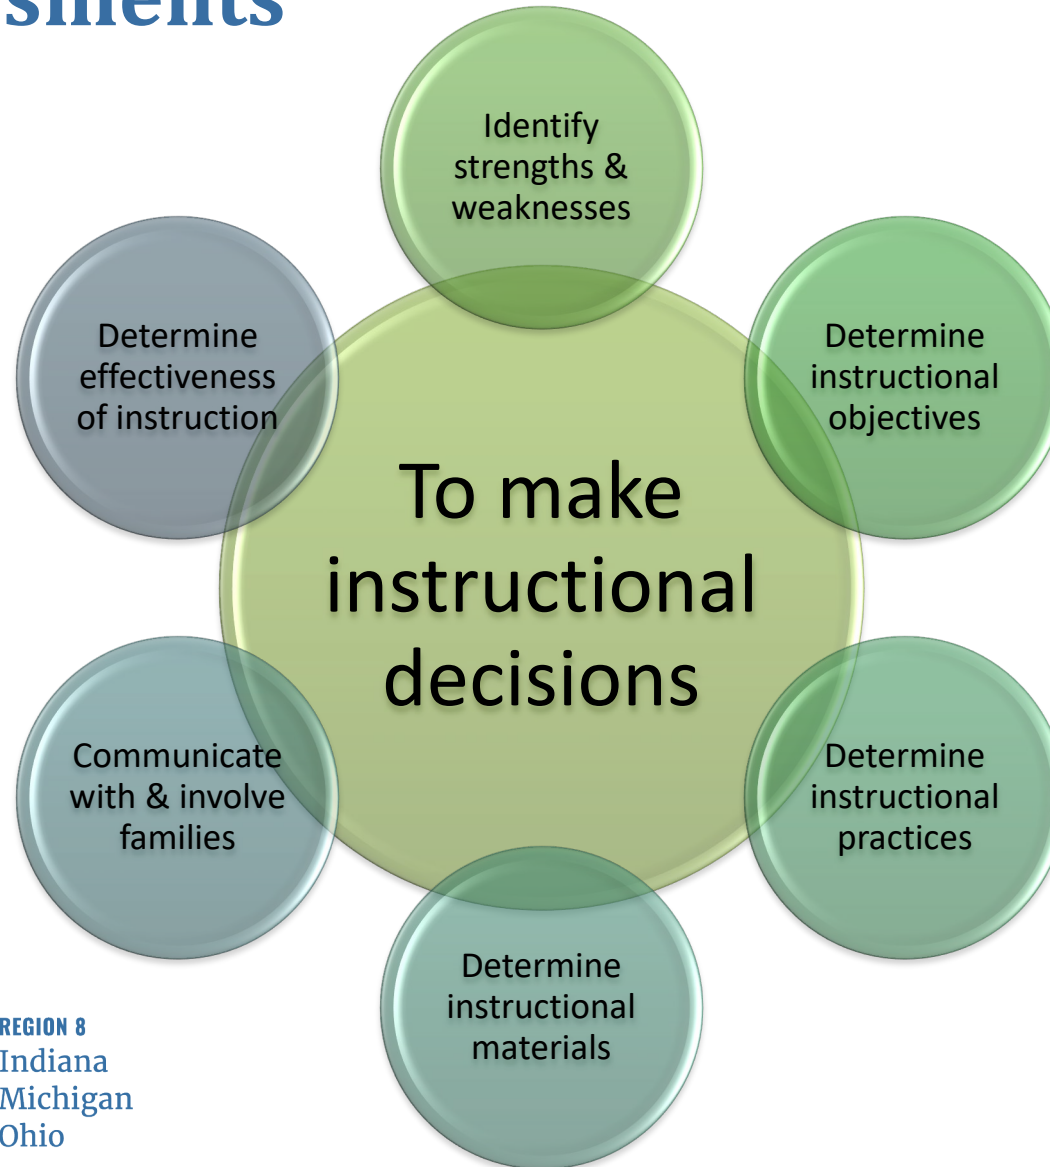 sments
Identify
strengths &
weaknesses
Determine
instructional
objectives
Determine
instructional
practices
Determine
instructional
materials
Communicate
with & involve
families
Determine
effectiveness
of instruction
To make
instructional
decisions
REGION 8
Indiana
Michigan
Ohio